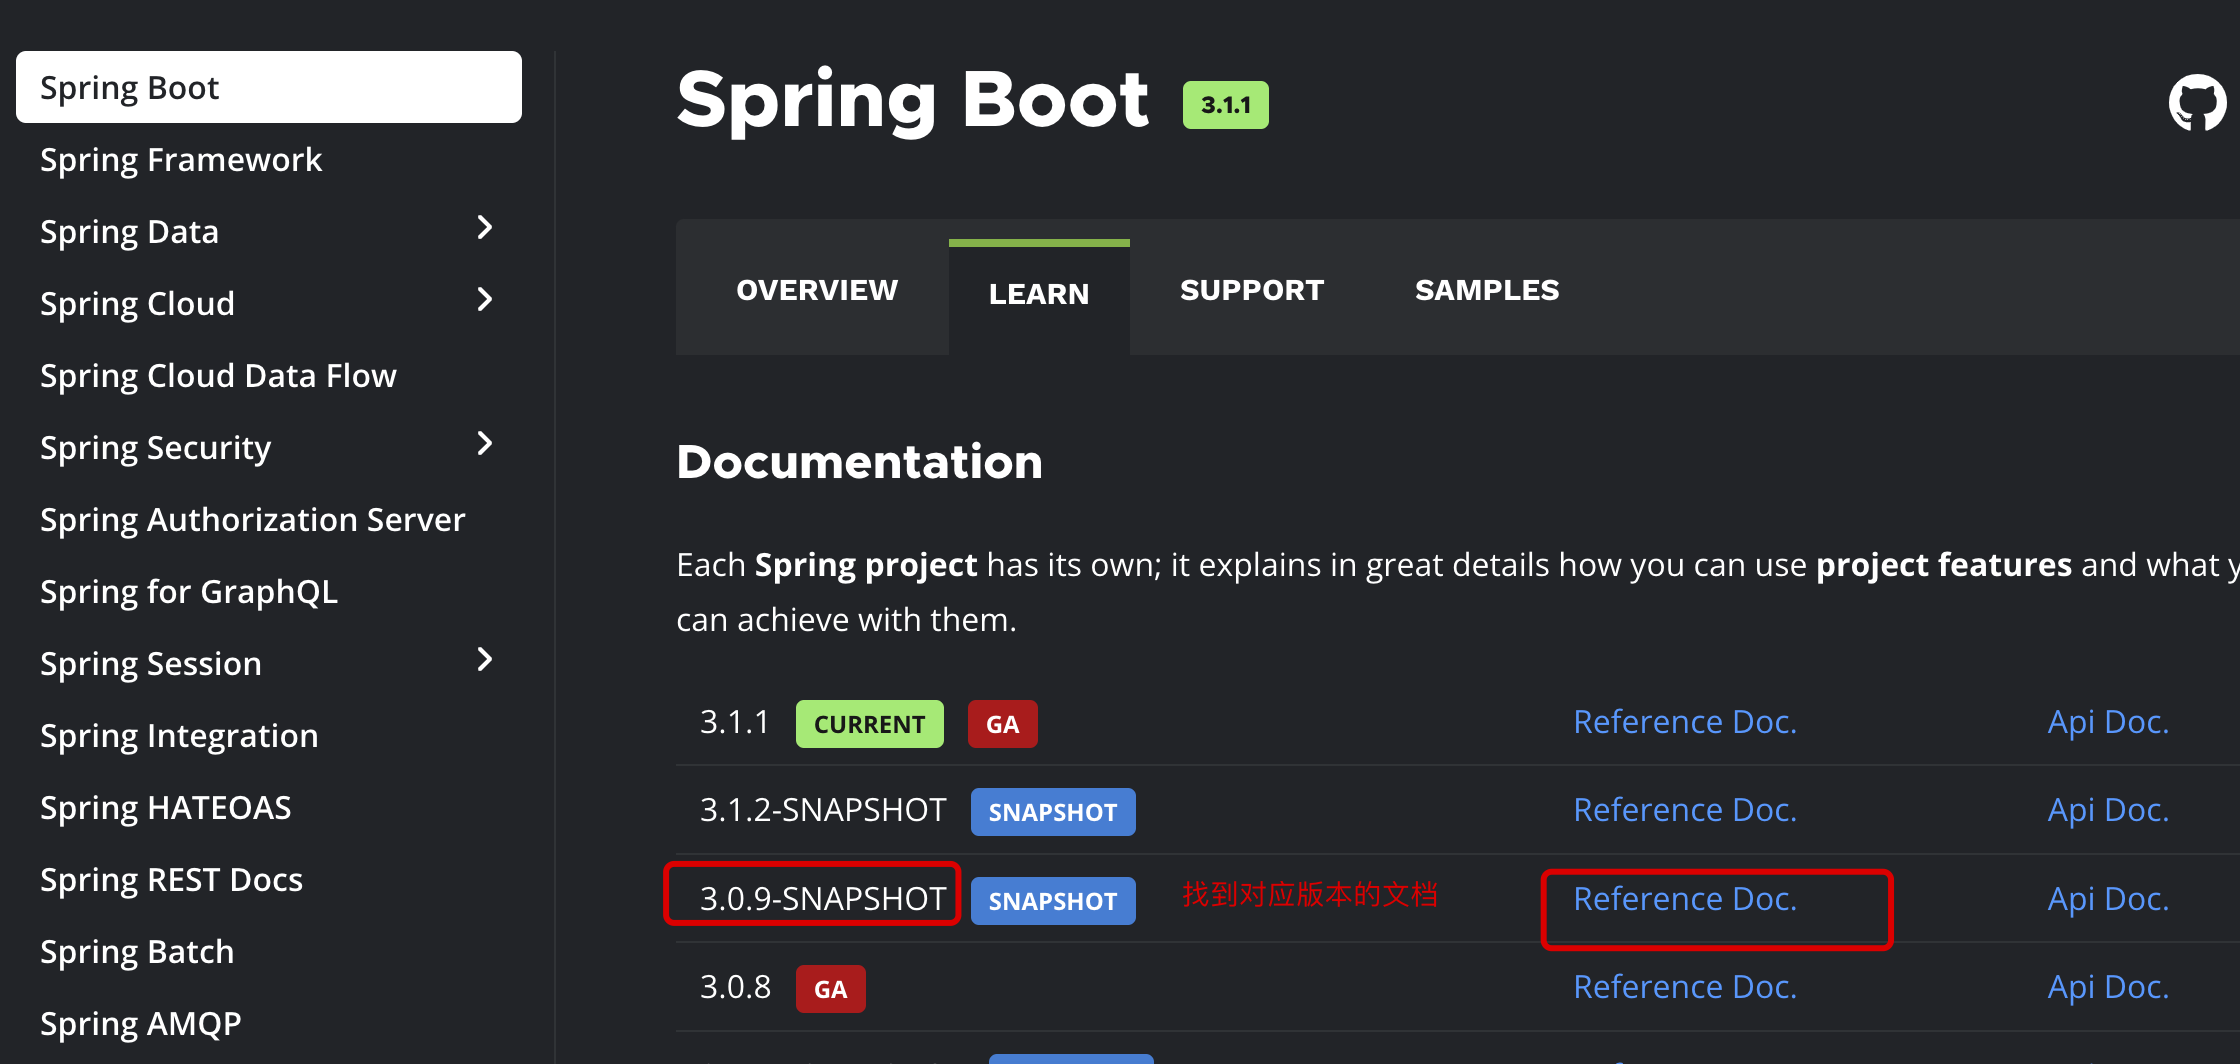 Spring Boot
Spring Framework
Spring Data
Spring Cloud
Spring Cloud Data Flow
Spring Security
Spring Authorization Server
Spring for GraphQL
Spring Session
Spring Integration
Spring HATEOAS
Spring REST Docs
Spring Batch
Spring AMQP
Spring Boot 3.1.1
OVERVIEW LEARN SUPPORT SAMPLES
Documentation
Each Spring project has its own; it explains in great details how you can use project features and what
can achieve with them.
3.1.1 CURRENT GA Reference Doc. Api Doc.
3.1.2-SNAPSHOT SNAPSHOT Reference Doc. Api Doc.
3.0.9-SNAPSHOT SNAPSHOT 找到对应版本的文档 Reference Doc. Api Doc.
3.0.8 GA Reference Doc. Api Doc.